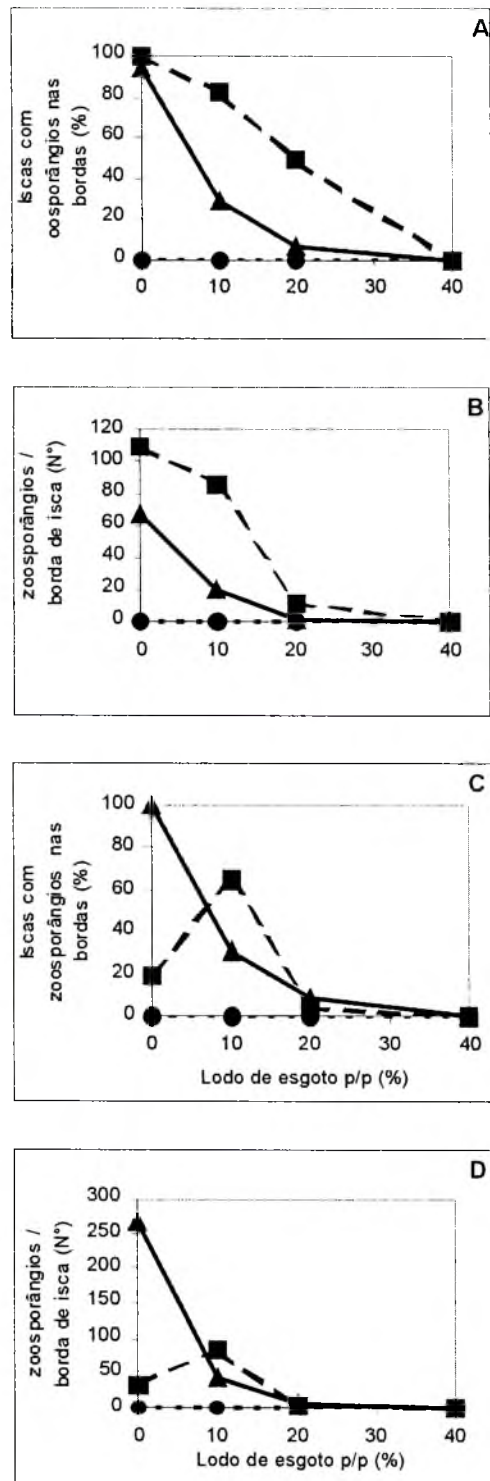 A
Iscas com
oosporângios nas
bordas (%)
100
80
60
40
20
0
0 10 20 30 40
B
zoosporângios /
borda de isca (N°)
120
100
80
60
40
20
0
0 10 20 30 40
C
Iscas com
zoosporângios nas
bordas (%)
100
80
60
40
20
0
0 10 20 30 40
Lodo de esgoto p/p (%)
D
zoosporângios /
borda de isca (N°)
300
250
200
150
100
50
0
0 10 20 30 40
Lodo de esgoto p/p (%)